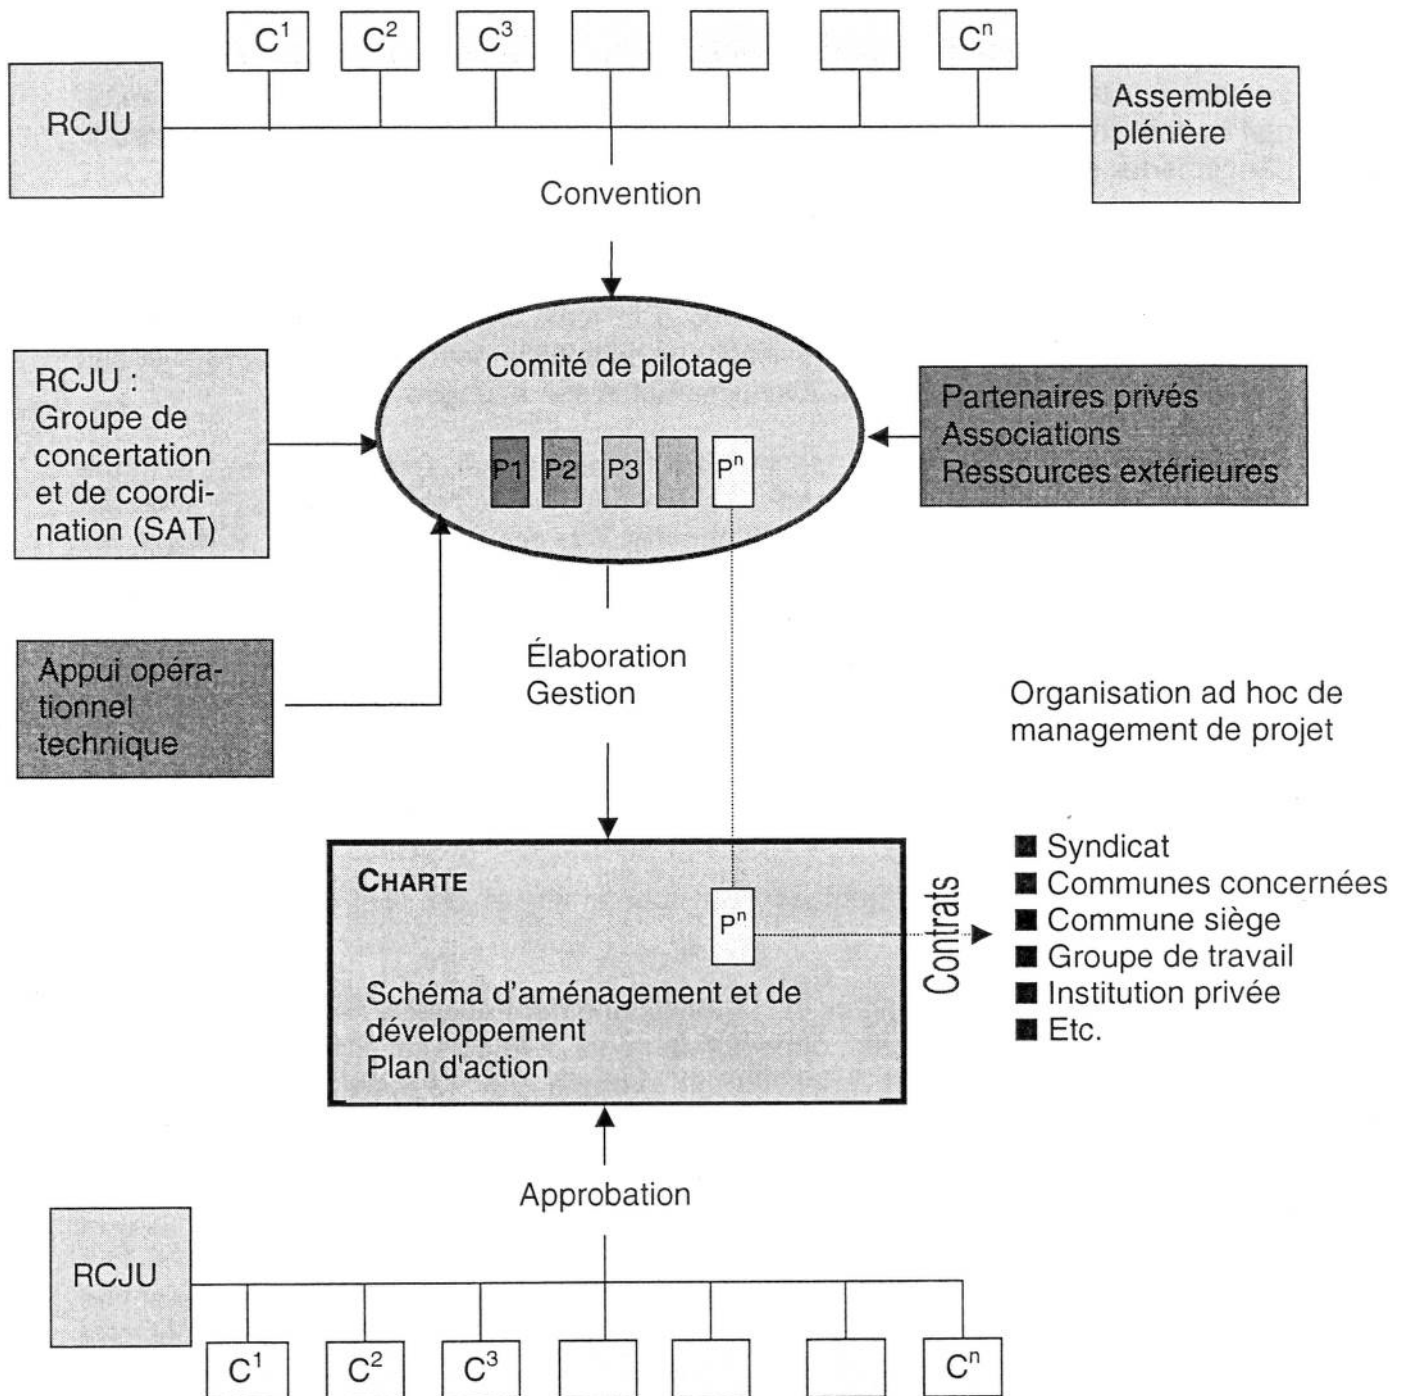 C¹ C² C³ Cⁿ
RCJU
Assemblée
plénière
Convention
Comité de pilotage
P1 P2 P3 Pⁿ
RCJU :
Groupe de
concertation
et de coordi-
nation (SAT)
Partenaires privés
Associations
Ressources extérieures
Appui opéra-
tionnel
technique
Élaboration
Gestion
Organisation ad hoc de
management de projet
CHARTE
Pⁿ
Schéma d'aménagement et de
développement
Plan d'action
Contrats
■ Syndicat
■ Communes concernées
■ Commune siège
■ Groupe de travail
■ Institution privée
■ Etc.
Approbation
RCJU
C¹ C² C³ Cⁿ